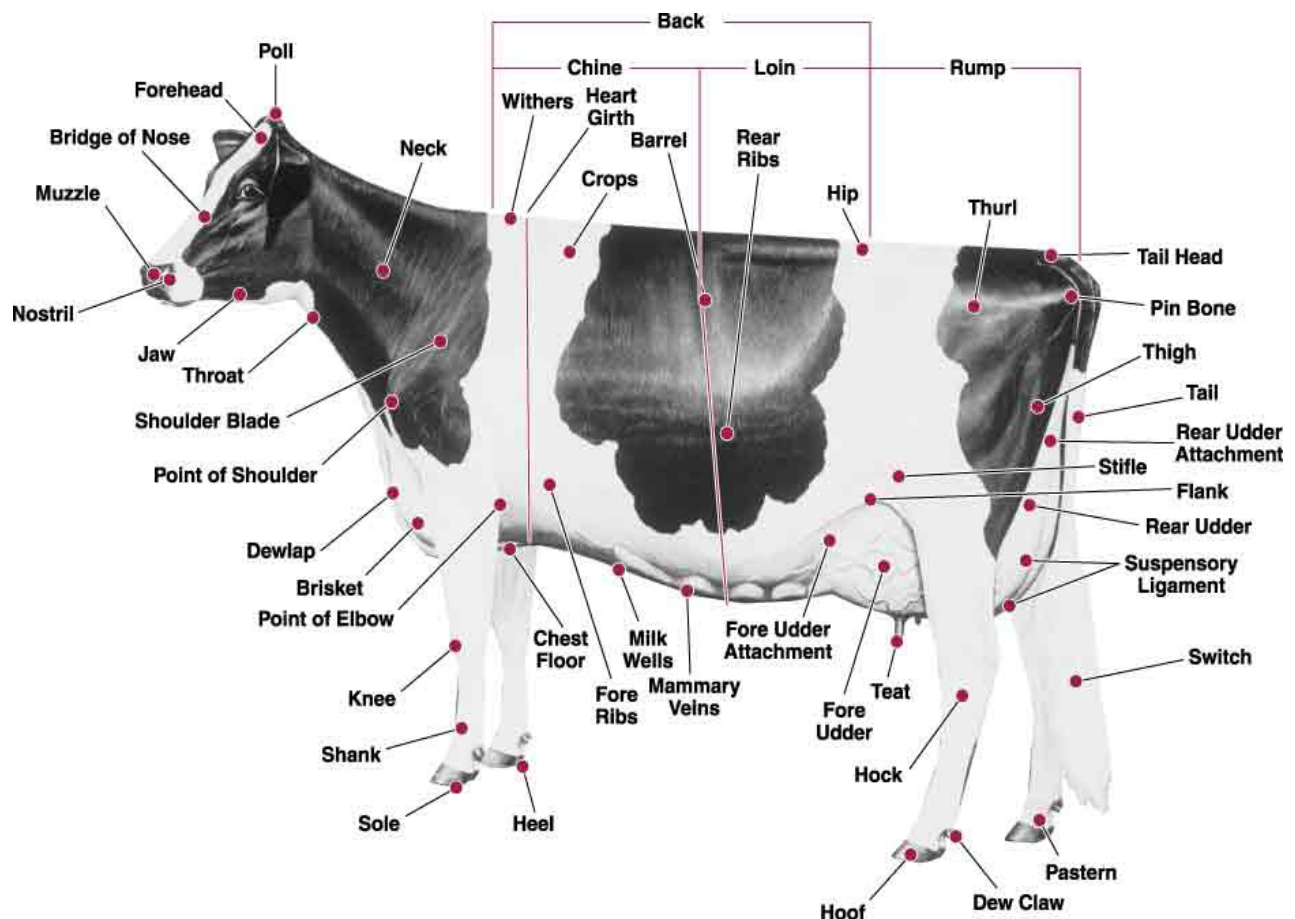 Back
Poll
Chine
Loin
Rump
Forehead
Withers
Heart
Girth
Bridge of Nose
Neck
Barrel
Rear
Ribs
Muzzle
Crops
Hip
Thurl
Tail Head
Nostril
Pin Bone
Jaw
Throat
Thigh
Tail
Shoulder Blade
Rear Udder
Attachment
Point of Shoulder
Stifle
Flank
Rear Udder
Dewlap
Brisket
Suspensory
Ligament
Point of Elbow
Chest
Floor
Milk
Wells
Fore Udder
Attachment
Switch
Knee
Fore
Ribs
Mammary
Veins
Teat
Fore
Udder
Shank
Hock
Sole
Heel
Pastern
Dew Claw
Hoof